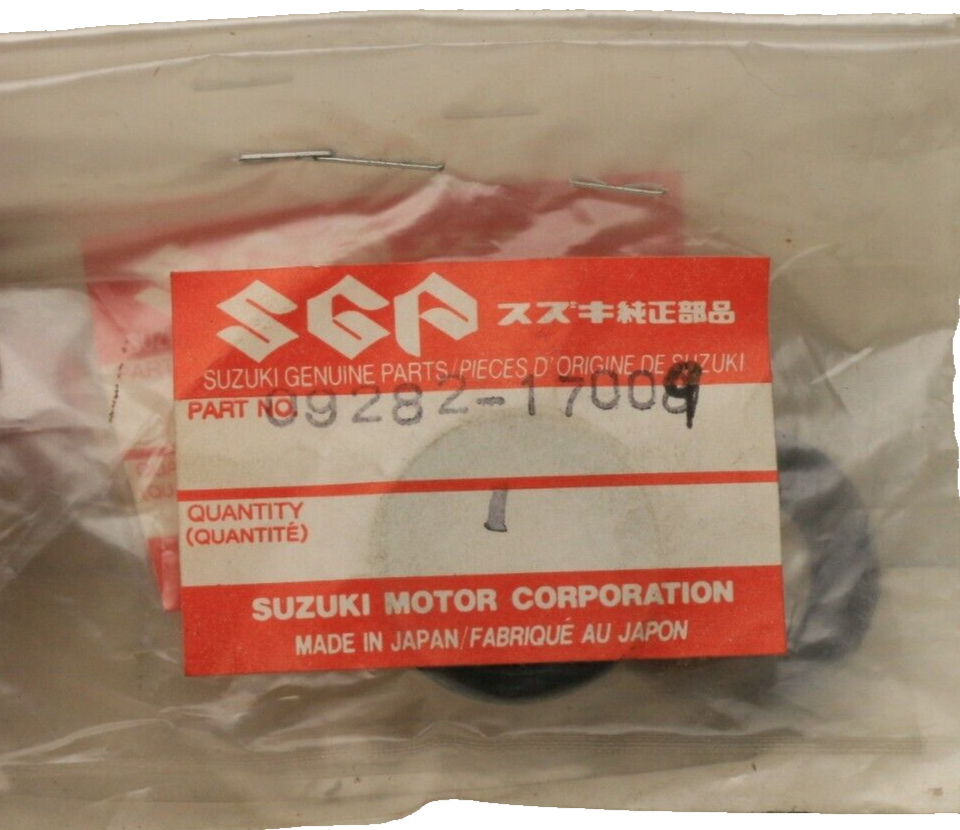 SGP スズキ純正部品
SUZUKI GENUINE PARTS/PIECES D'ORIGINE DE SUZUKI
PART NO. 09282-17009
QUANTITY 1
(QUANTITÉ)
SUZUKI MOTOR CORPORATION
MADE IN JAPAN/FABRIQUÉ AU JAPON